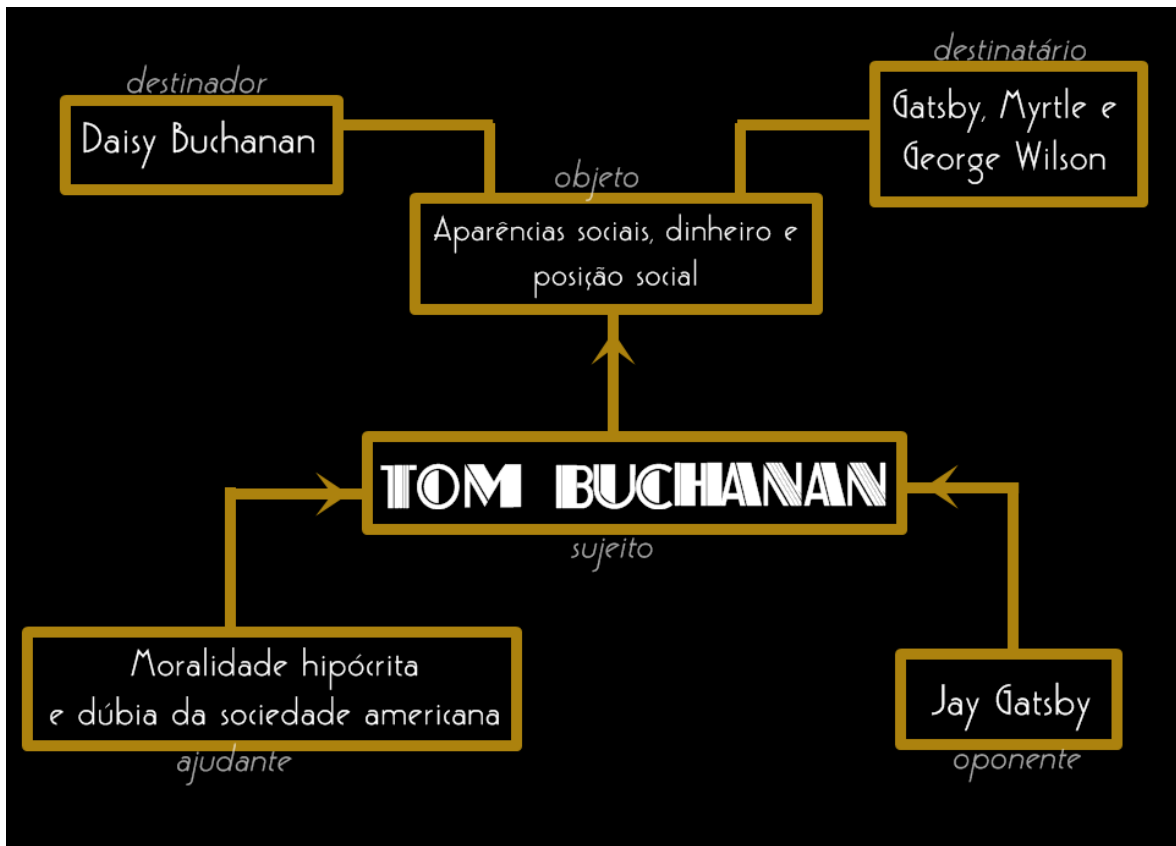 destinador
Daisy Buchanan
destinatário
Gatsby, Myrtle e
George Wilson
objeto
Aparências sociais, dinheiro e
posição social
TOM BUCHANAN
sujeito
Moralidade hipócrita
e dúbia da sociedade americana
ajudante
Jay Gatsby
oponente